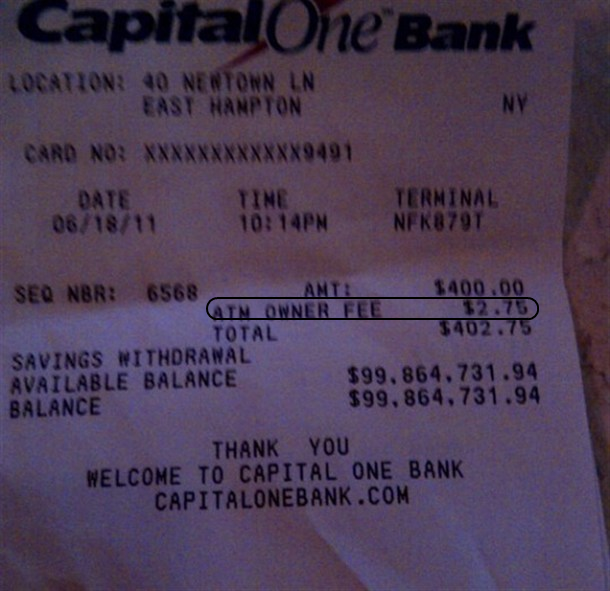 Capital One™ Bank
LOCATION: 40 NEWTOWN LN
EAST HAMPTON NY
CARD NO: XXXXXXXXXXXX9491
DATE TIME TERMINAL
06/18/11 10:14PM NFK879T
SEQ NBR: 6568 AMT: $400.00
ATM OWNER FEE $2.75
TOTAL $402.75
SAVINGS WITHDRAWAL
AVAILABLE BALANCE $99,864,731.94
BALANCE $99,864,731.94
THANK YOU
WELCOME TO CAPITAL ONE BANK
CAPITALONEBANK.COM